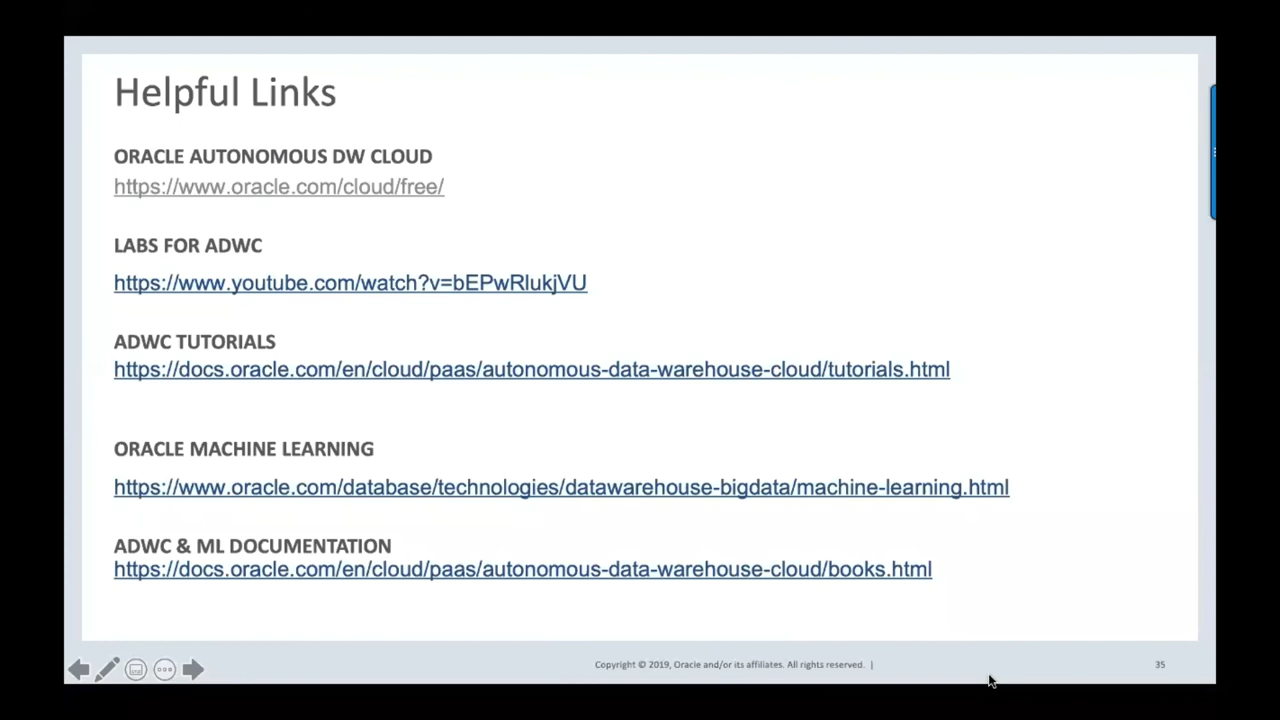 Helpful Links
ORACLE AUTONOMOUS DW CLOUD
https://www.oracle.com/cloud/free/
LABS FOR ADWC
https://www.youtube.com/watch?v=bEPwRlukjVU
ADWC TUTORIALS
https://docs.oracle.com/en/cloud/paas/autonomous-data-warehouse-cloud/tutorials.html
ORACLE MACHINE LEARNING
https://www.oracle.com/database/technologies/datawarehouse-bigdata/machine-learning.html
ADWC & ML DOCUMENTATION
https://docs.oracle.com/en/cloud/paas/autonomous-data-warehouse-cloud/books.html
Copyright © 2019, Oracle and/or its affiliates. All rights reserved. |
35